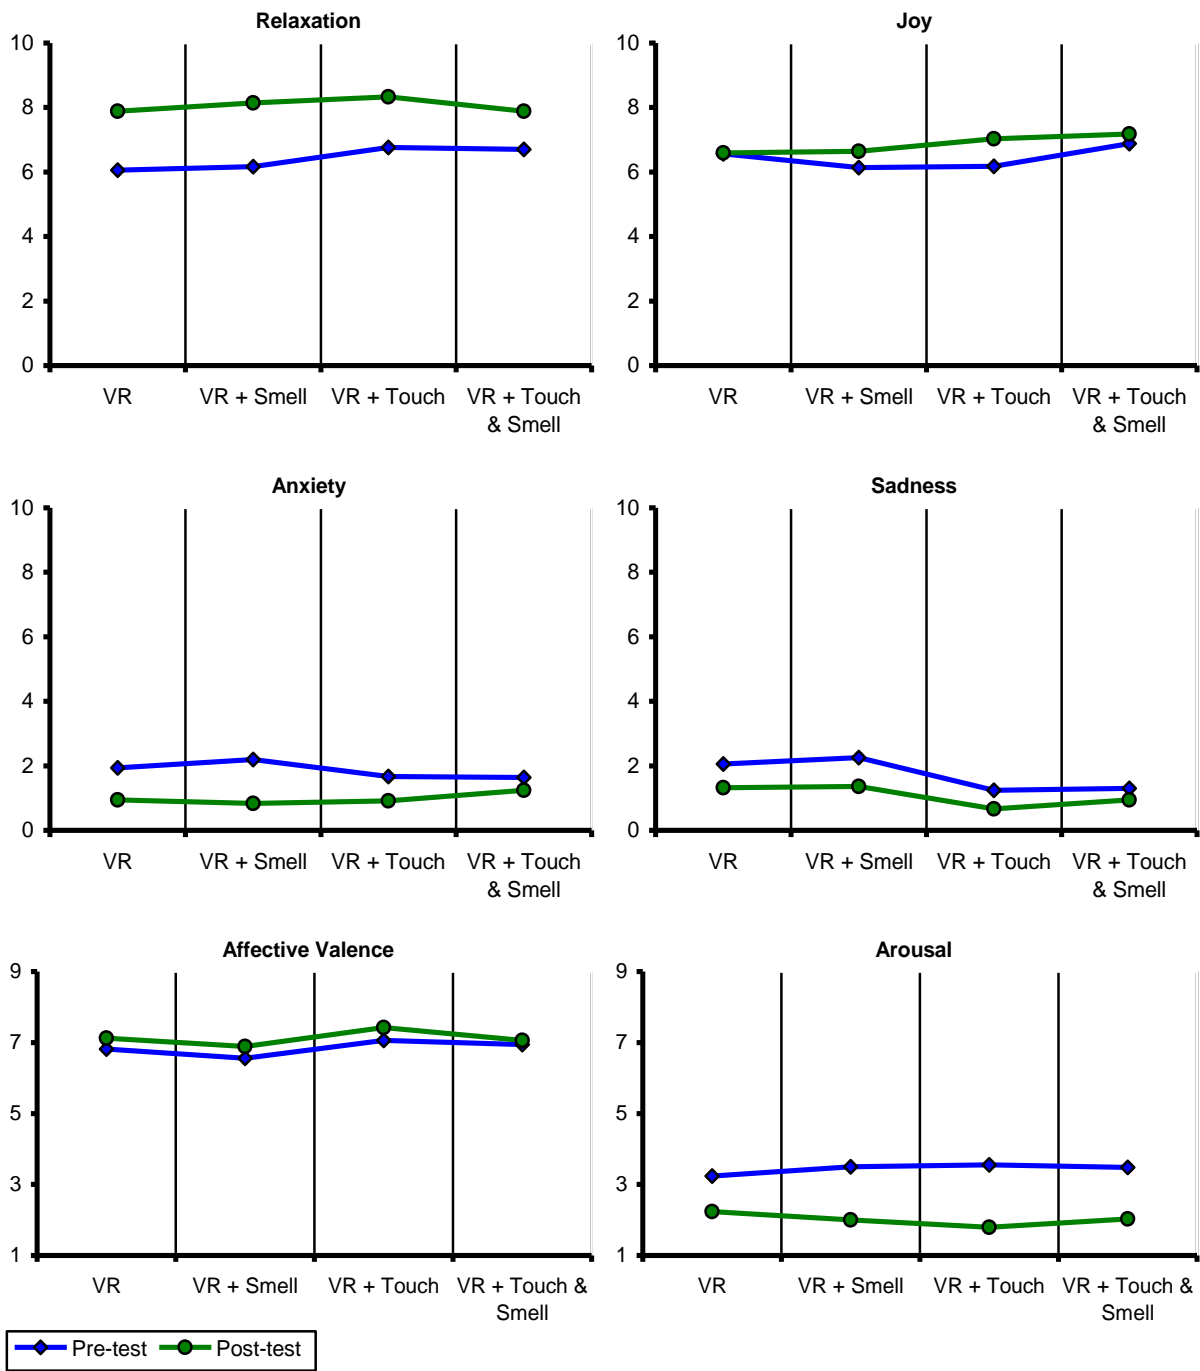 Relaxation
10
8
6
4
2
0
VR VR + Smell VR + Touch VR + Touch
& Smell
Joy
10
8
6
4
2
0
VR VR + Smell VR + Touch VR + Touch
& Smell
Anxiety
10
8
6
4
2
0
VR VR + Smell VR + Touch VR + Touch
& Smell
Sadness
10
8
6
4
2
0
VR VR + Smell VR + Touch VR + Touch
& Smell
Affective Valence
9
7
5
3
1
VR VR + Smell VR + Touch VR + Touch &
Smell
Arousal
9
7
5
3
1
VR VR + Smell VR + Touch VR + Touch &
Smell
Pre-test Post-test